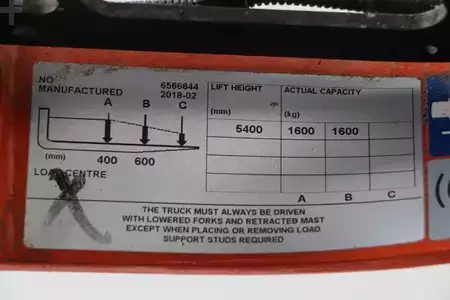 NO 6566644
MANUFACTURED 2018-02
A B C
(mm) 400 600
LOAD CENTRE
LIFT HEIGHT ACTUAL CAPACITY
(mm) (kg)
5400 1600 1600
A B C
THE TRUCK MUST ALWAYS BE DRIVEN
WITH LOWERED FORKS AND RETRACTED MAST
EXCEPT WHEN PLACING OR REMOVING LOAD
SUPPORT STUDS REQUIRED